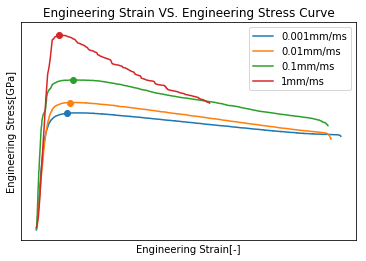 Engineering Strain VS. Engineering Stress Curve
0.001mm/ms
0.01mm/ms
0.1mm/ms
1mm/ms
Engineering Stress[GPa]
Engineering Strain[-]